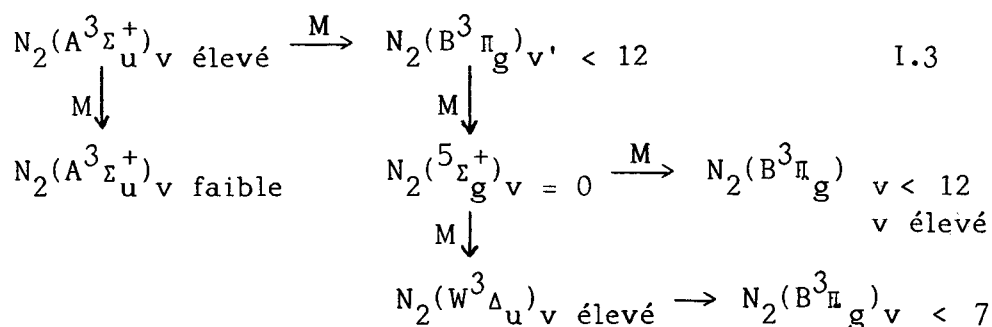 M M
N₂(A³Σᵤ⁺)v élevé ⟶ N₂(B³Πg)v' < 12 I.3
M↓ M↓
N₂(A³Σᵤ⁺)v faible N₂(⁵Σg⁺)v = 0 ⟶ᴹ N₂(B³Πg) v < 12
v élevé
M↓
N₂(W³Δᵤ)v élevé ⟶ N₂(B³Πg)v < 7